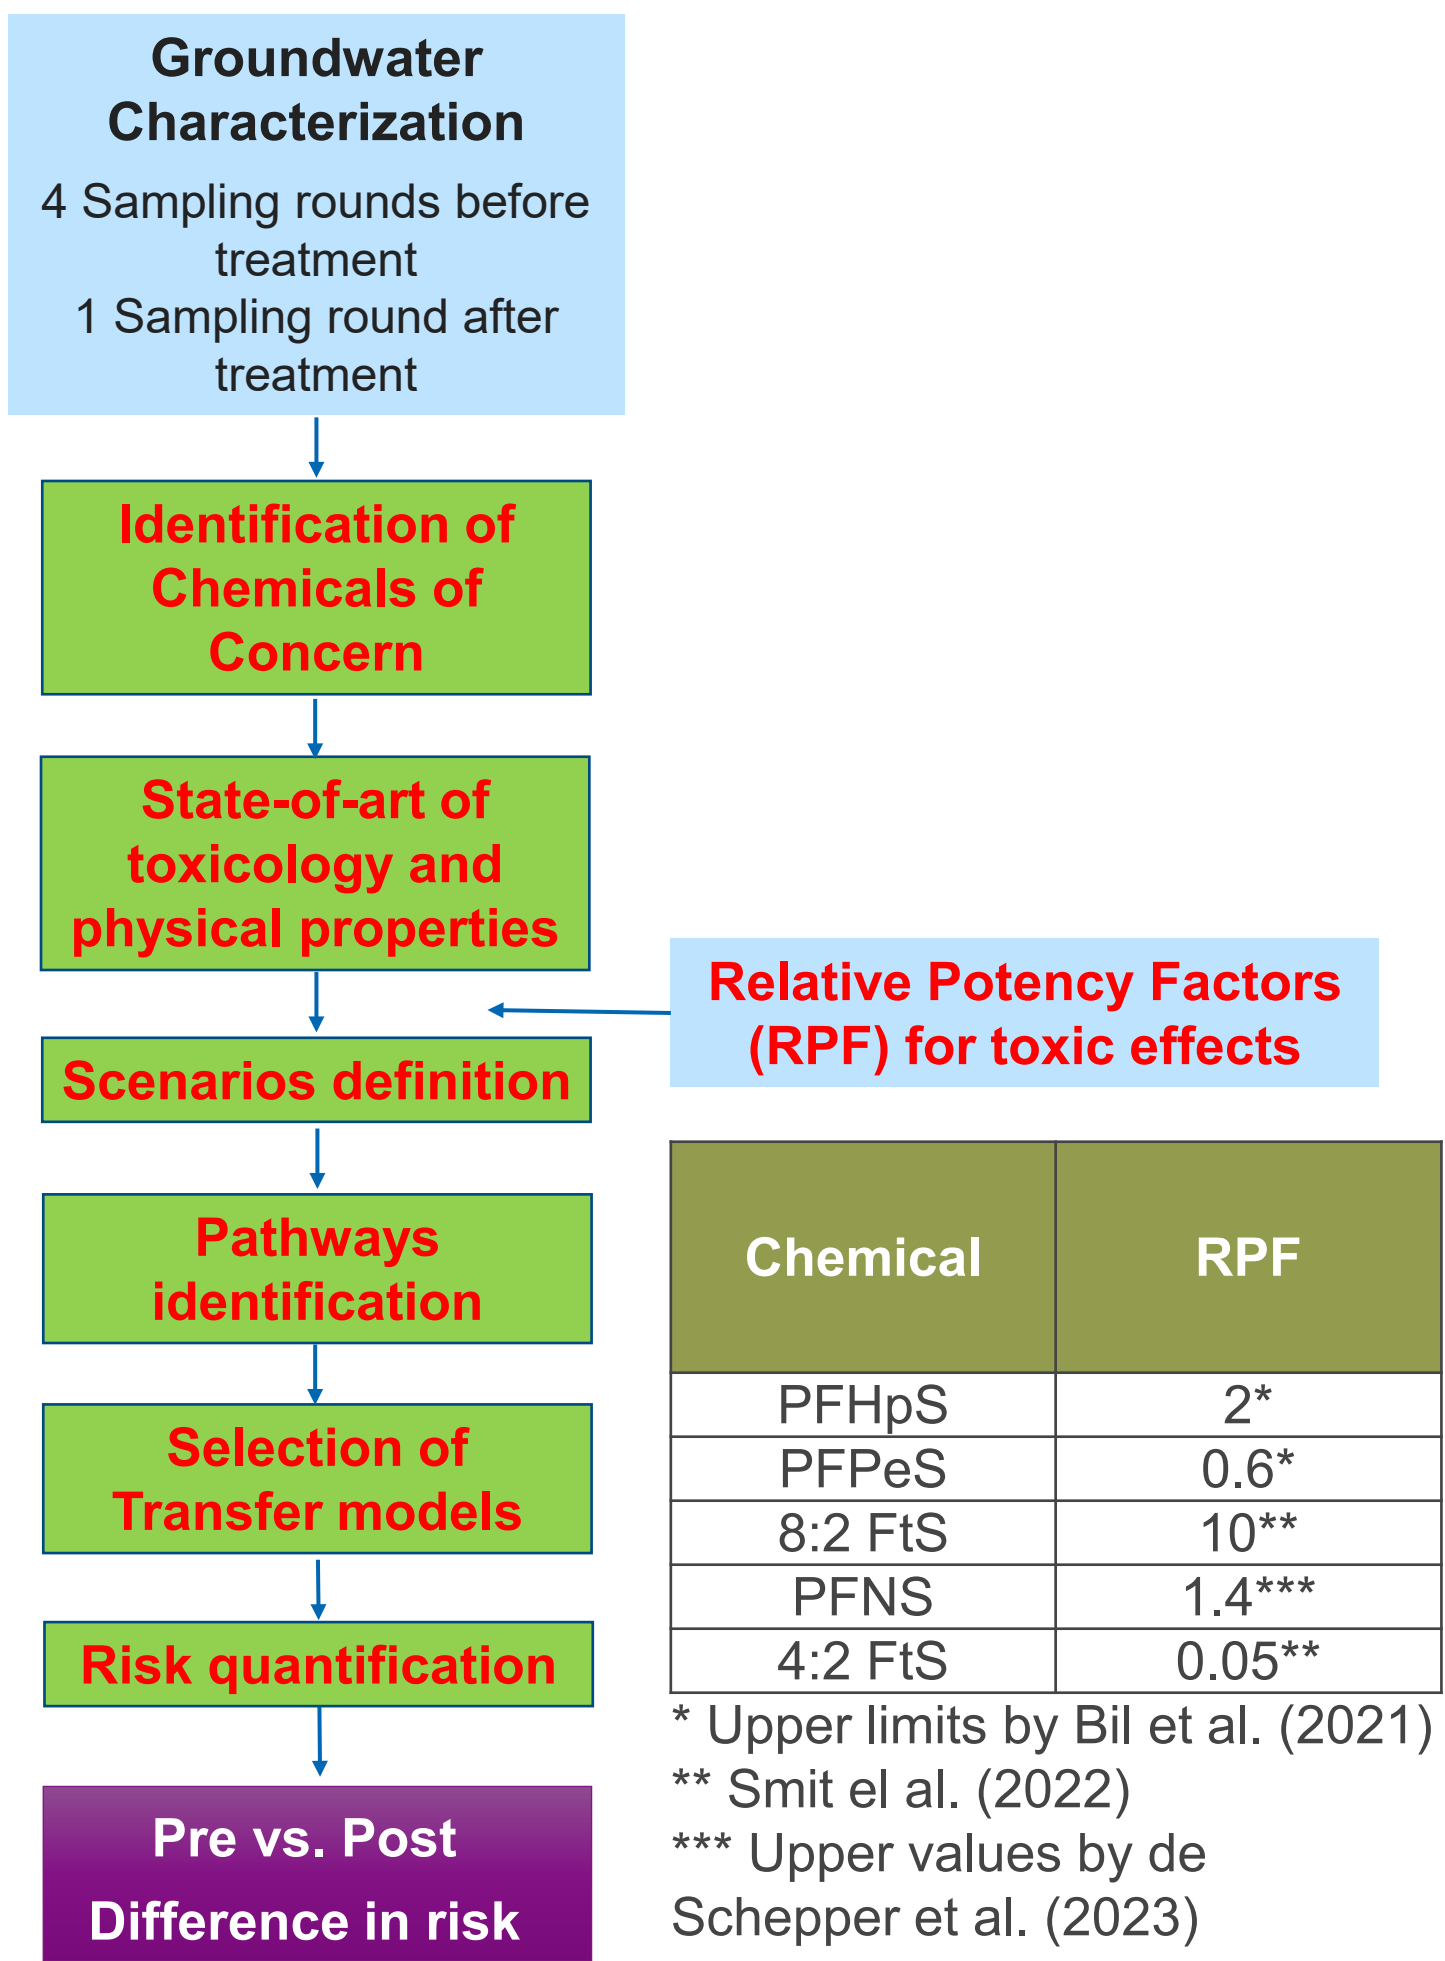 Groundwater
Characterization
4 Sampling rounds before
treatment
1 Sampling round after
treatment
Identification of
Chemicals of
Concern
State-of-art of
toxicology and
physical properties
Relative Potency Factors
(RPF) for toxic effects
Scenarios definition
Pathways
identification
Selection of
Transfer models
Risk quantification
Pre vs. Post
Difference in risk
Chemical RPF
PFHpS 2*
PFPeS 0.6*
8:2 FtS 10**
PFNS 1.4***
4:2 FtS 0.05**
* Upper limits by Bil et al. (2021)
** Smit el al. (2022)
*** Upper values by de
Schepper et al. (2023)